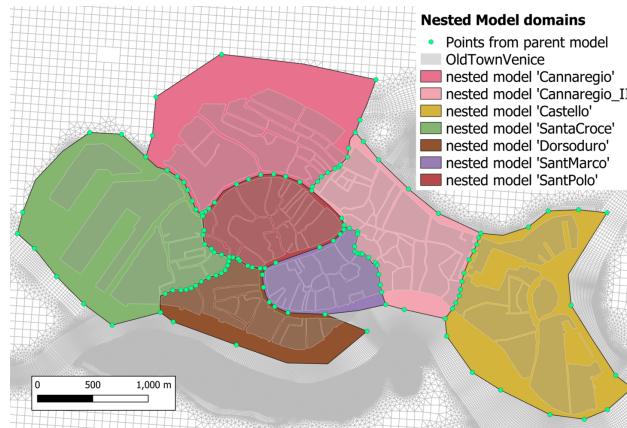 Nested Model domains
Points from parent model
OldTownVenice
nested model 'Cannaregio'
nested model 'Cannaregio_II
nested model 'Castello'
nested model 'SantaCroce'
nested model 'Dorsoduro'
nested model 'SantMarco'
nested model 'SantPolo'
0 500 1,000 m